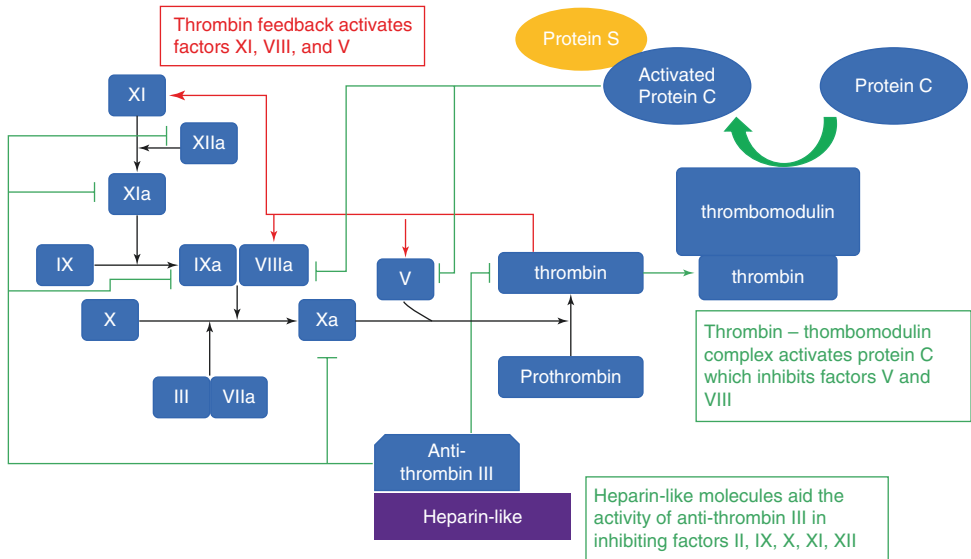 Thrombin feedback activates
factors XI, VIII, and V
Protein S
Activated
Protein C
Protein C
XI
XIIa
XIa
thrombomodulin
IX
IXa
VIIIa
V
thrombin
thrombin
X
Xa
Thrombin – thombomodulin
complex activates protein C
which inhibits factors V and
VIII
Prothrombin
III
VIIa
Anti-
thrombin III
Heparin-like
Heparin-like molecules aid the
activity of anti-thrombin III in
inhibiting factors II, IX, X, XI, XII